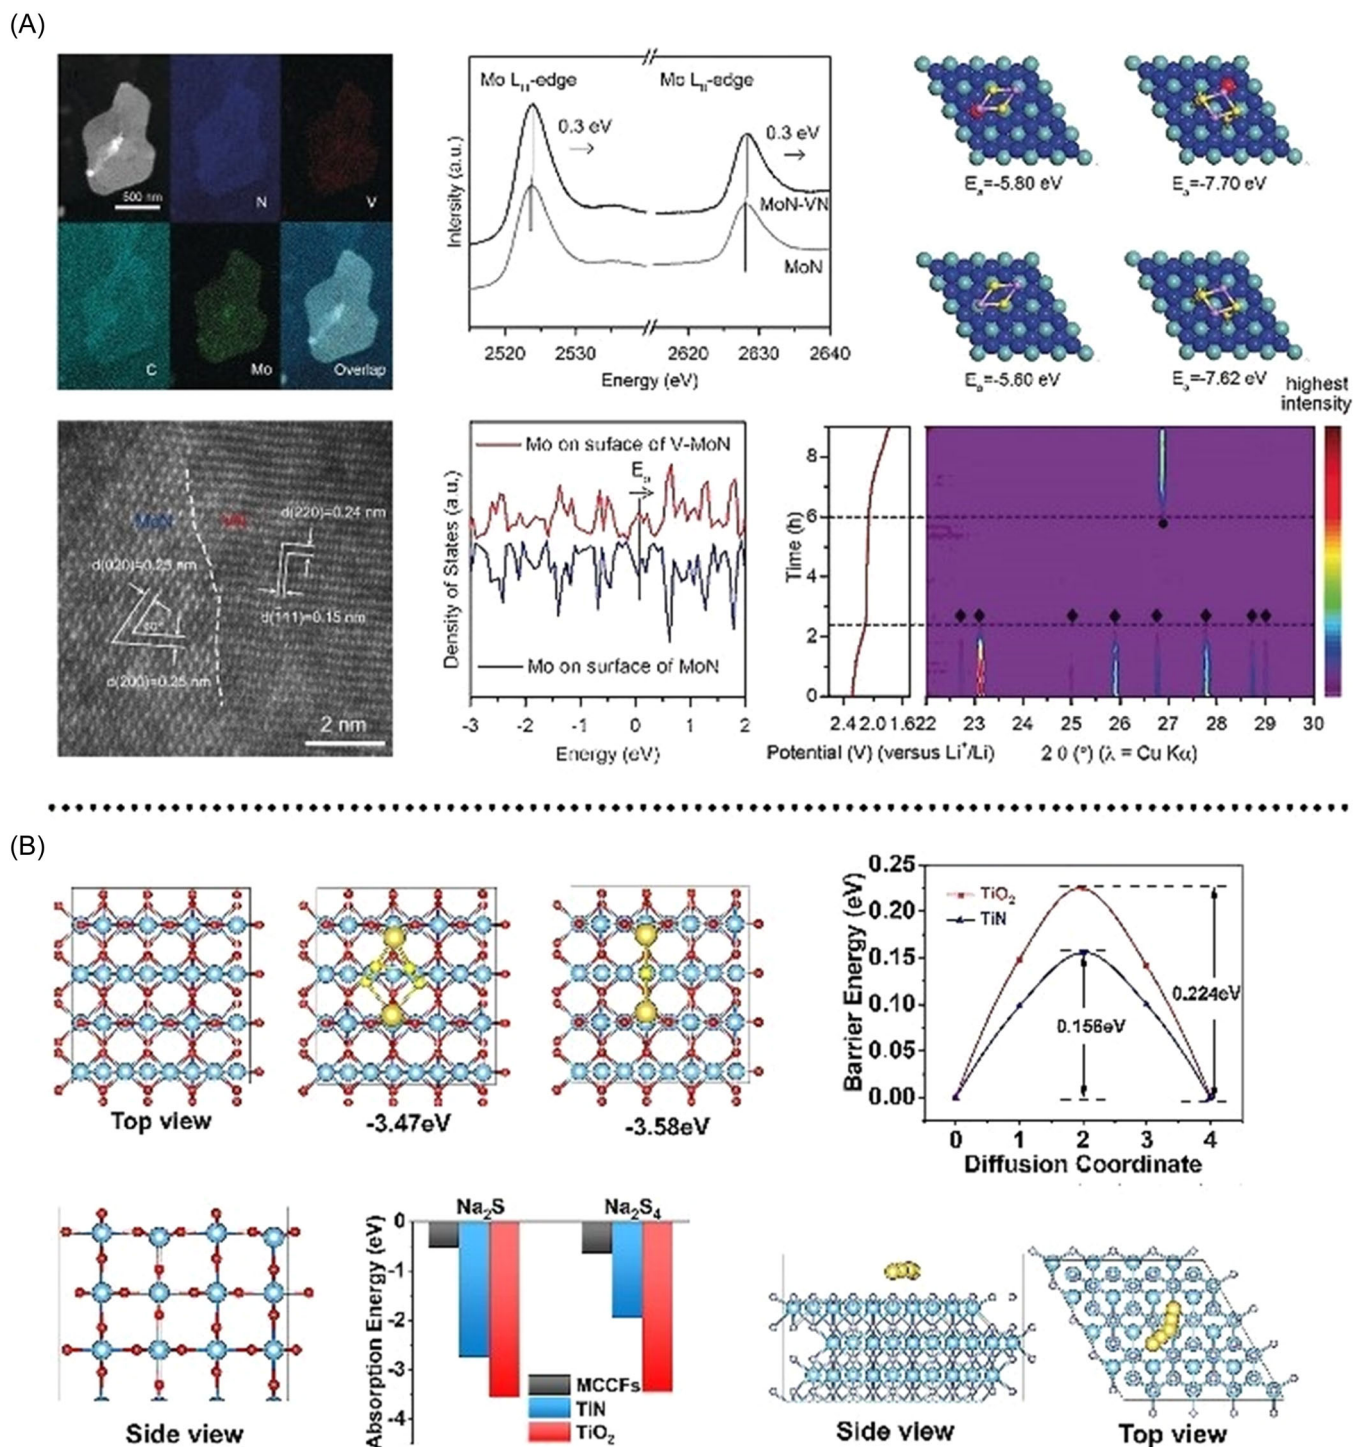 (A)
500 nm
N
V
C
Mo
Overlap
Mo L -edge
Mo L -edge
0.3 eV
0.3 eV
MoN-VN
MoN
Intersity (a.u.)
2520 2530 2620 2630 2640
Energy (eV)
E =-5.80 eV
E =-7.70 eV
E =-5.60 eV
E =-7.62 eV
MoN
VN
d(220)=0.24 nm
d(020)=0.25 nm
60°
d(111)=0.15 nm
d(200)=0.25 nm
2 nm
Mo on suface of V-MoN
E
Mo on surface of MoN
Density of States (a.u.)
-3 -2 -1 0 1 2
Energy (eV)
highest
intensity
8
6
4
2
0
Time (h)
2.4 2.0 1.6
Potential (V) (versus Li⁺/Li)
22 23 24 25 26 27 28 29 30
2 θ (°) (λ = Cu Kα)
(B)
Top view
-3.47eV
-3.58eV
0.25
0.20
0.15
0.10
0.05
0.00
Barrier Energy (eV)
TiO₂
TiN
0.224eV
0.156eV
0 1 2 3 4
Diffusion Coordinate
Side view
Na₂S
Na₂S₄
0
-1
-2
-3
-4
Absorption Energy (eV)
MCCFs
TiN
TiO₂
Side view
Top view